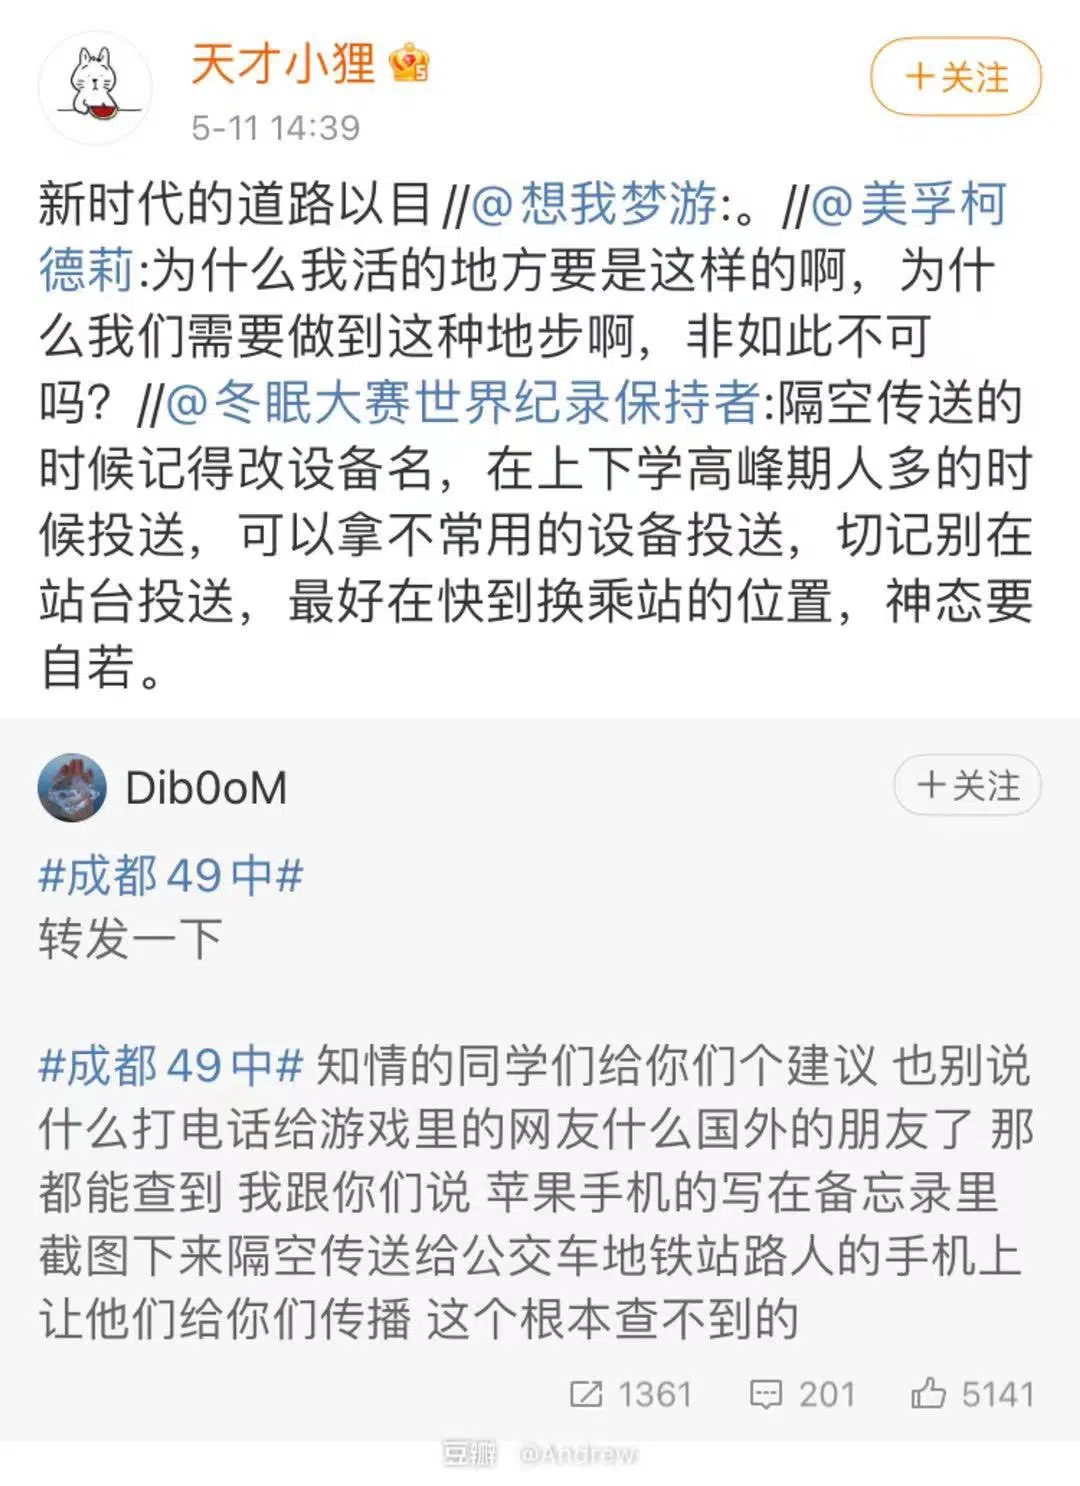 天才小狸
5
+关注
5-11 14:39
新时代的道路以目//@想我梦游:。//@美孚柯
德莉:为什么我活的地方要是这样的啊，为什
么我们需要做到这种地步啊，非如此不可
吗？//@冬眠大赛世界纪录保持者:隔空传送的
时候记得改设备名，在上下学高峰期人多的时
候投送，可以拿不常用的设备投送，切记别在
站台投送，最好在快到换乘站的位置，神态要
自若。
Dib0oM
+关注
#成都49中#
转发一下
#成都49中# 知情的同学们给你们个建议 也别说
什么打电话给游戏里的网友什么国外的朋友了 那
都能查到 我跟你们说 苹果手机的写在备忘录里
截图下来隔空传送给公交车地铁站路人的手机上
让他们给你们传播 这个根本查不到的
1361 201 5141
豆瓣 @Andrew